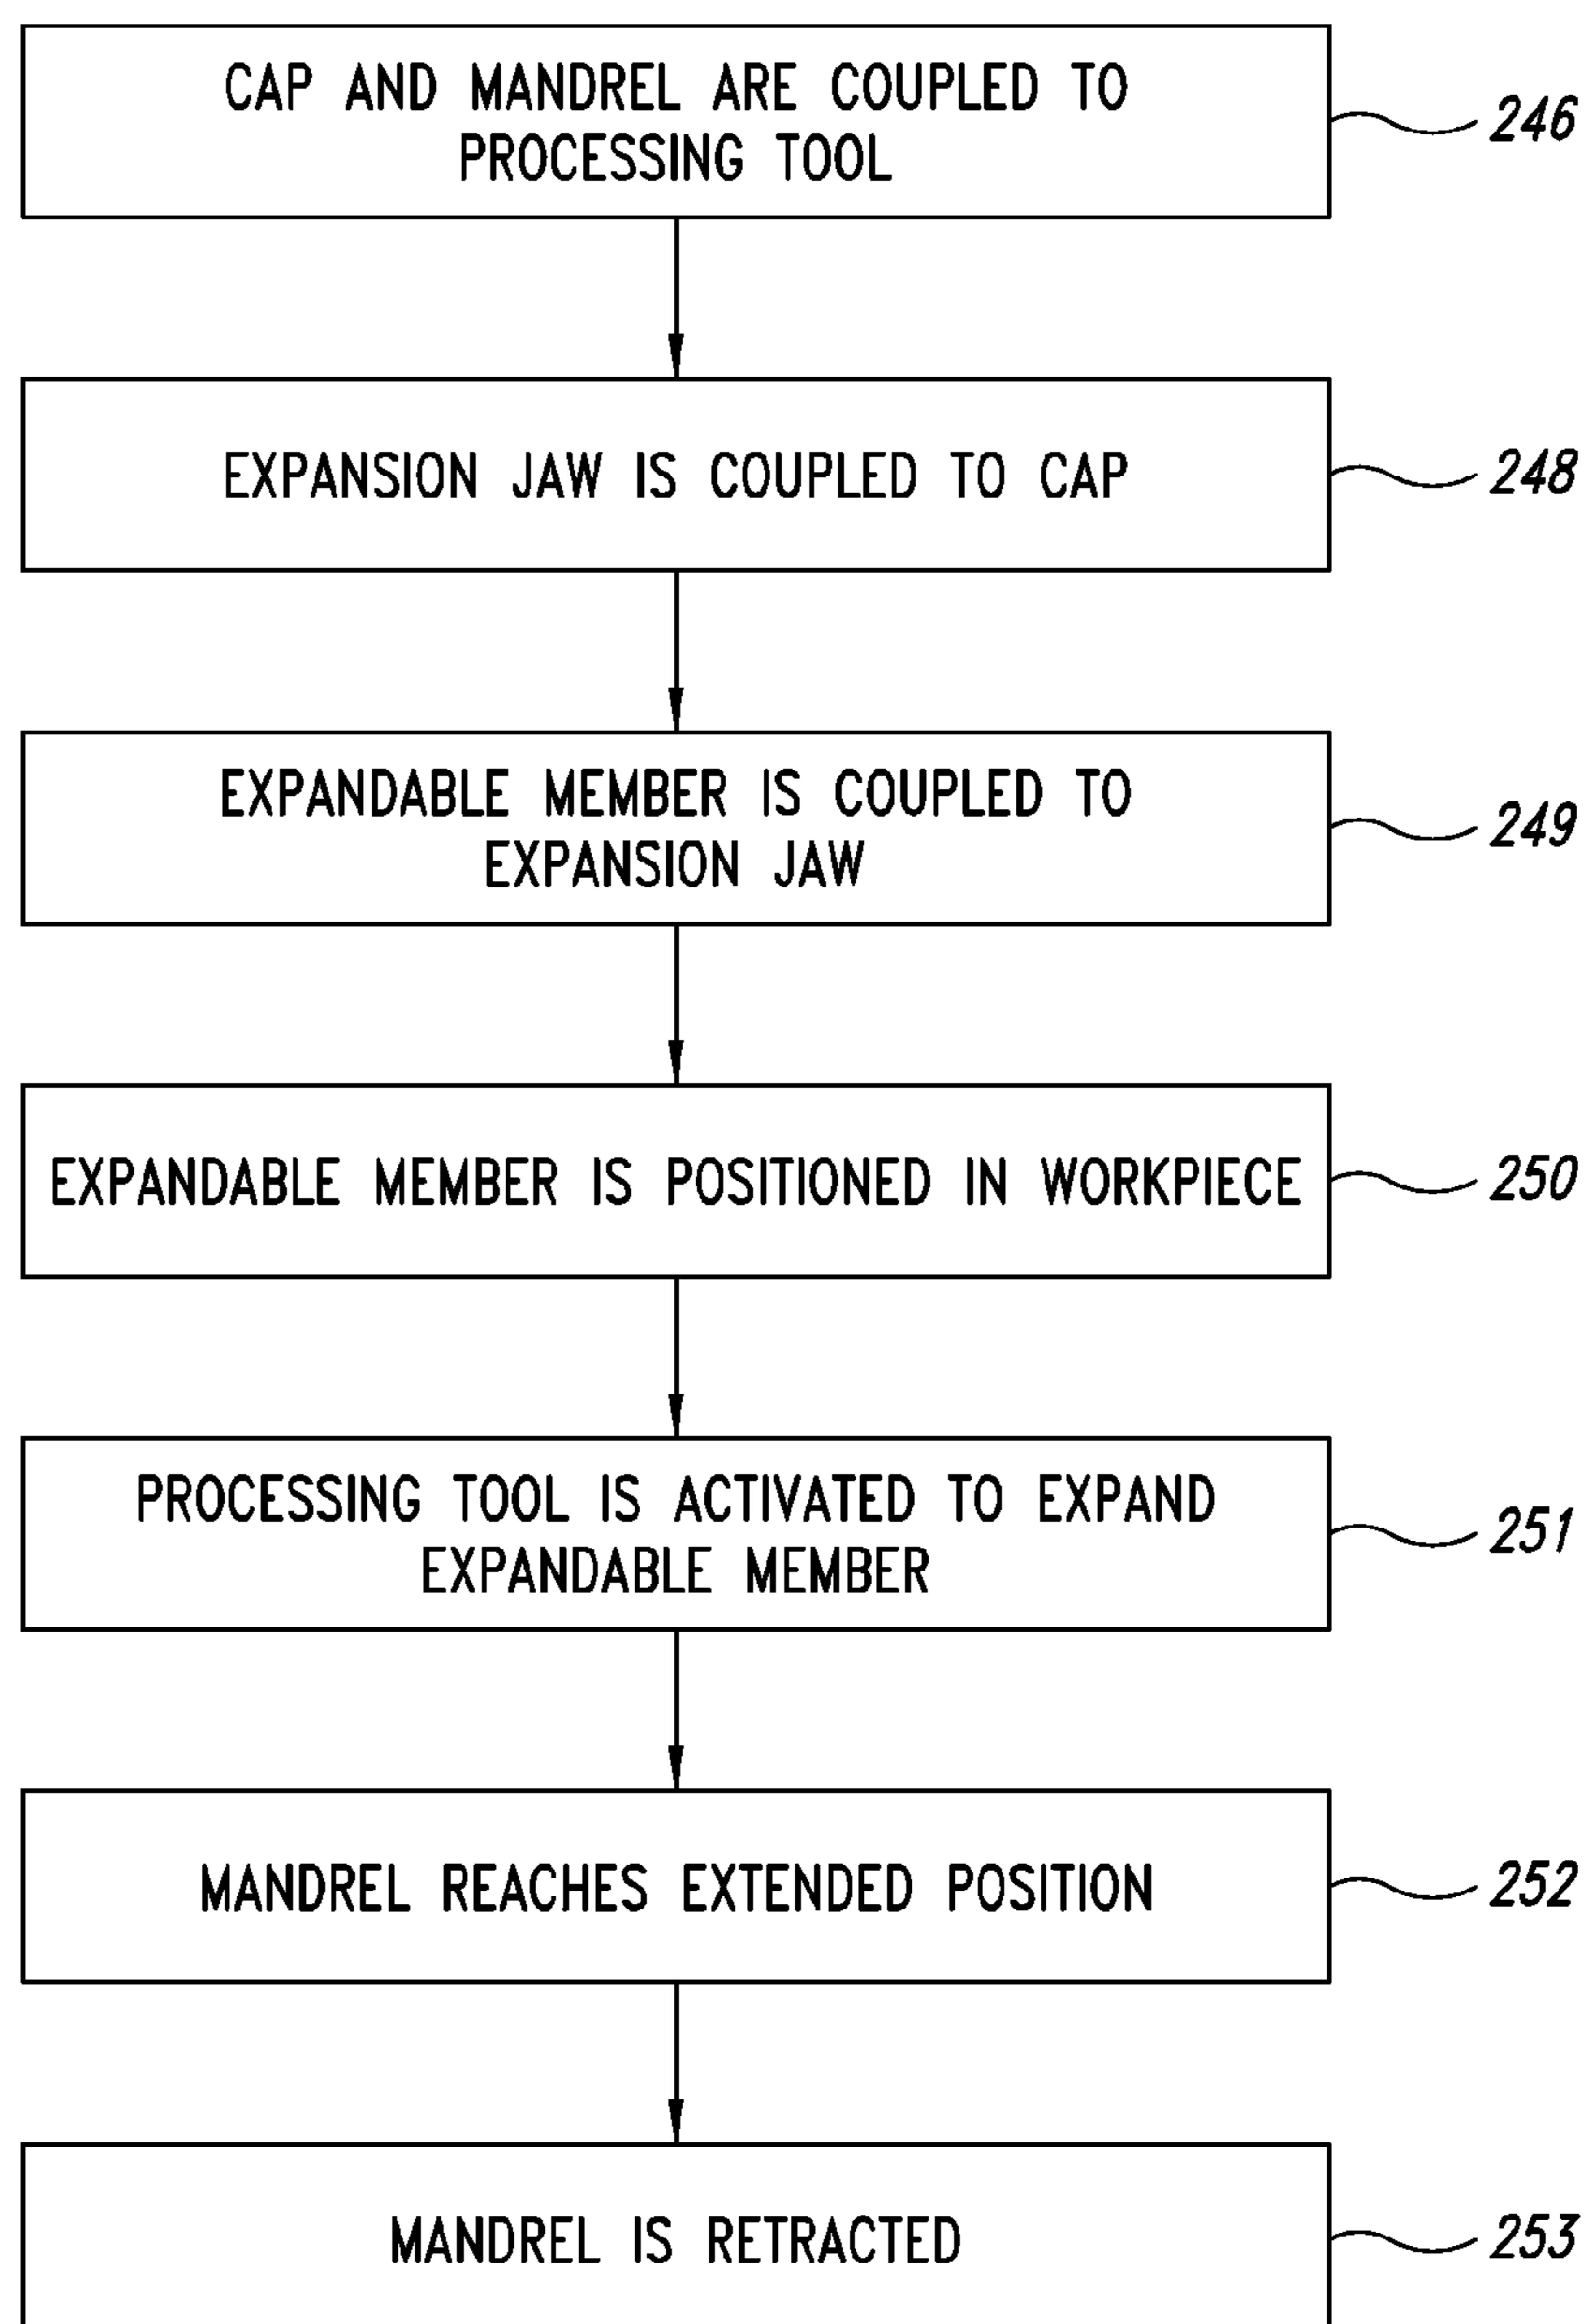 CAP AND MANDREL ARE COUPLED TO
PROCESSING TOOL
246
EXPANSION JAW IS COUPLED TO CAP
248
EXPANDABLE MEMBER IS COUPLED TO
EXPANSION JAW
249
EXPANDABLE MEMBER IS POSITIONED IN WORKPIECE
250
PROCESSING TOOL IS ACTIVATED TO EXPAND
EXPANDABLE MEMBER
251
MANDREL REACHES EXTENDED POSITION
252
MANDREL IS RETRACTED
253